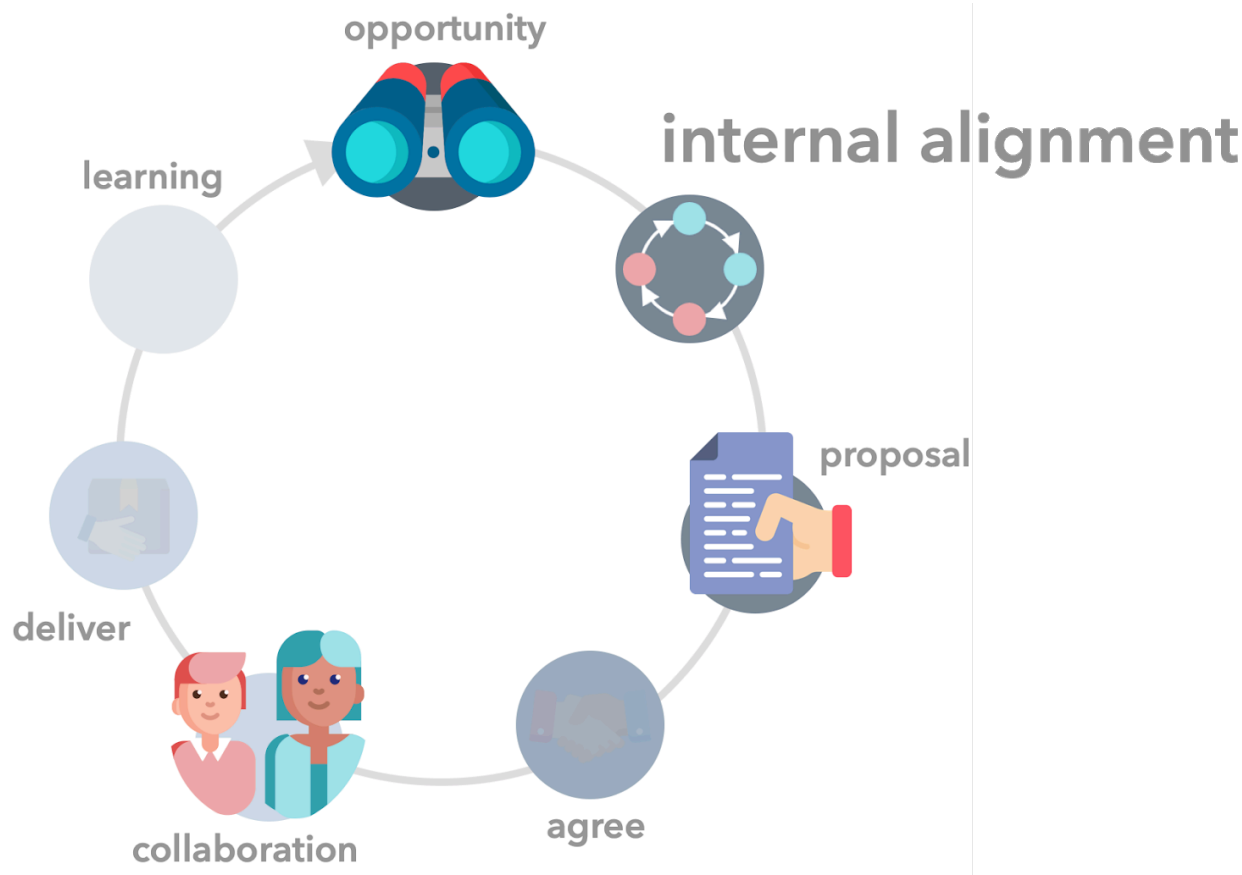 opportunity
internal alignment
learning
proposal
deliver
agree
collaboration